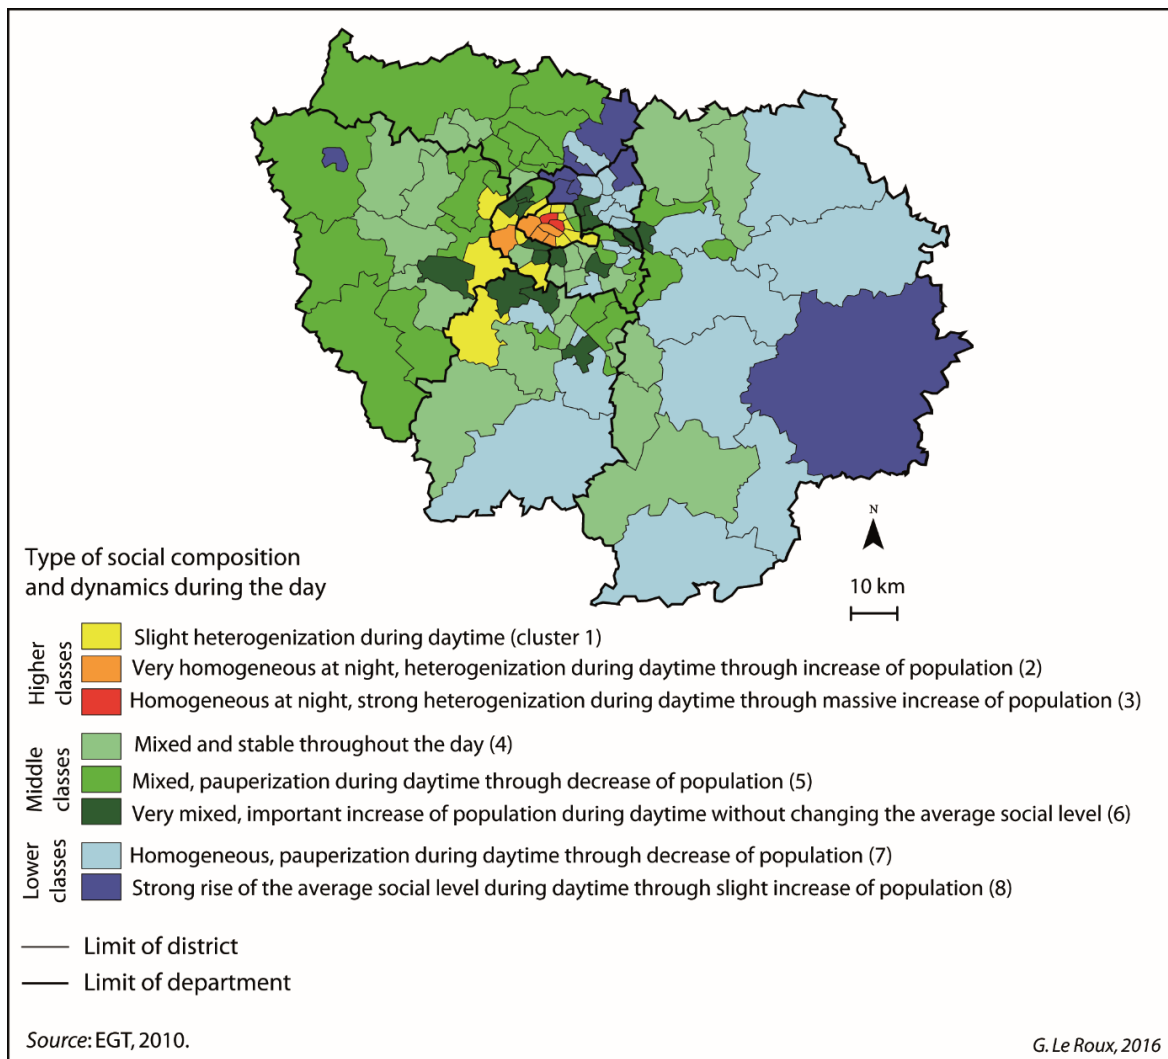 N
10 km
Type of social composition
and dynamics during the day
Higher
classes
Slight heterogenization during daytime (cluster 1)
Very homogeneous at night, heterogenization during daytime through increase of population (2)
Homogeneous at night, strong heterogenization during daytime through massive increase of population (3)
Middle
classes
Mixed and stable throughout the day (4)
Mixed, pauperization during daytime through decrease of population (5)
Very mixed, important increase of population during daytime without changing the average social level (6)
Lower
classes
Homogeneous, pauperization during daytime through decrease of population (7)
Strong rise of the average social level during daytime through slight increase of population (8)
Limit of district
Limit of department
Source: EGT, 2010.
G. Le Roux, 2016